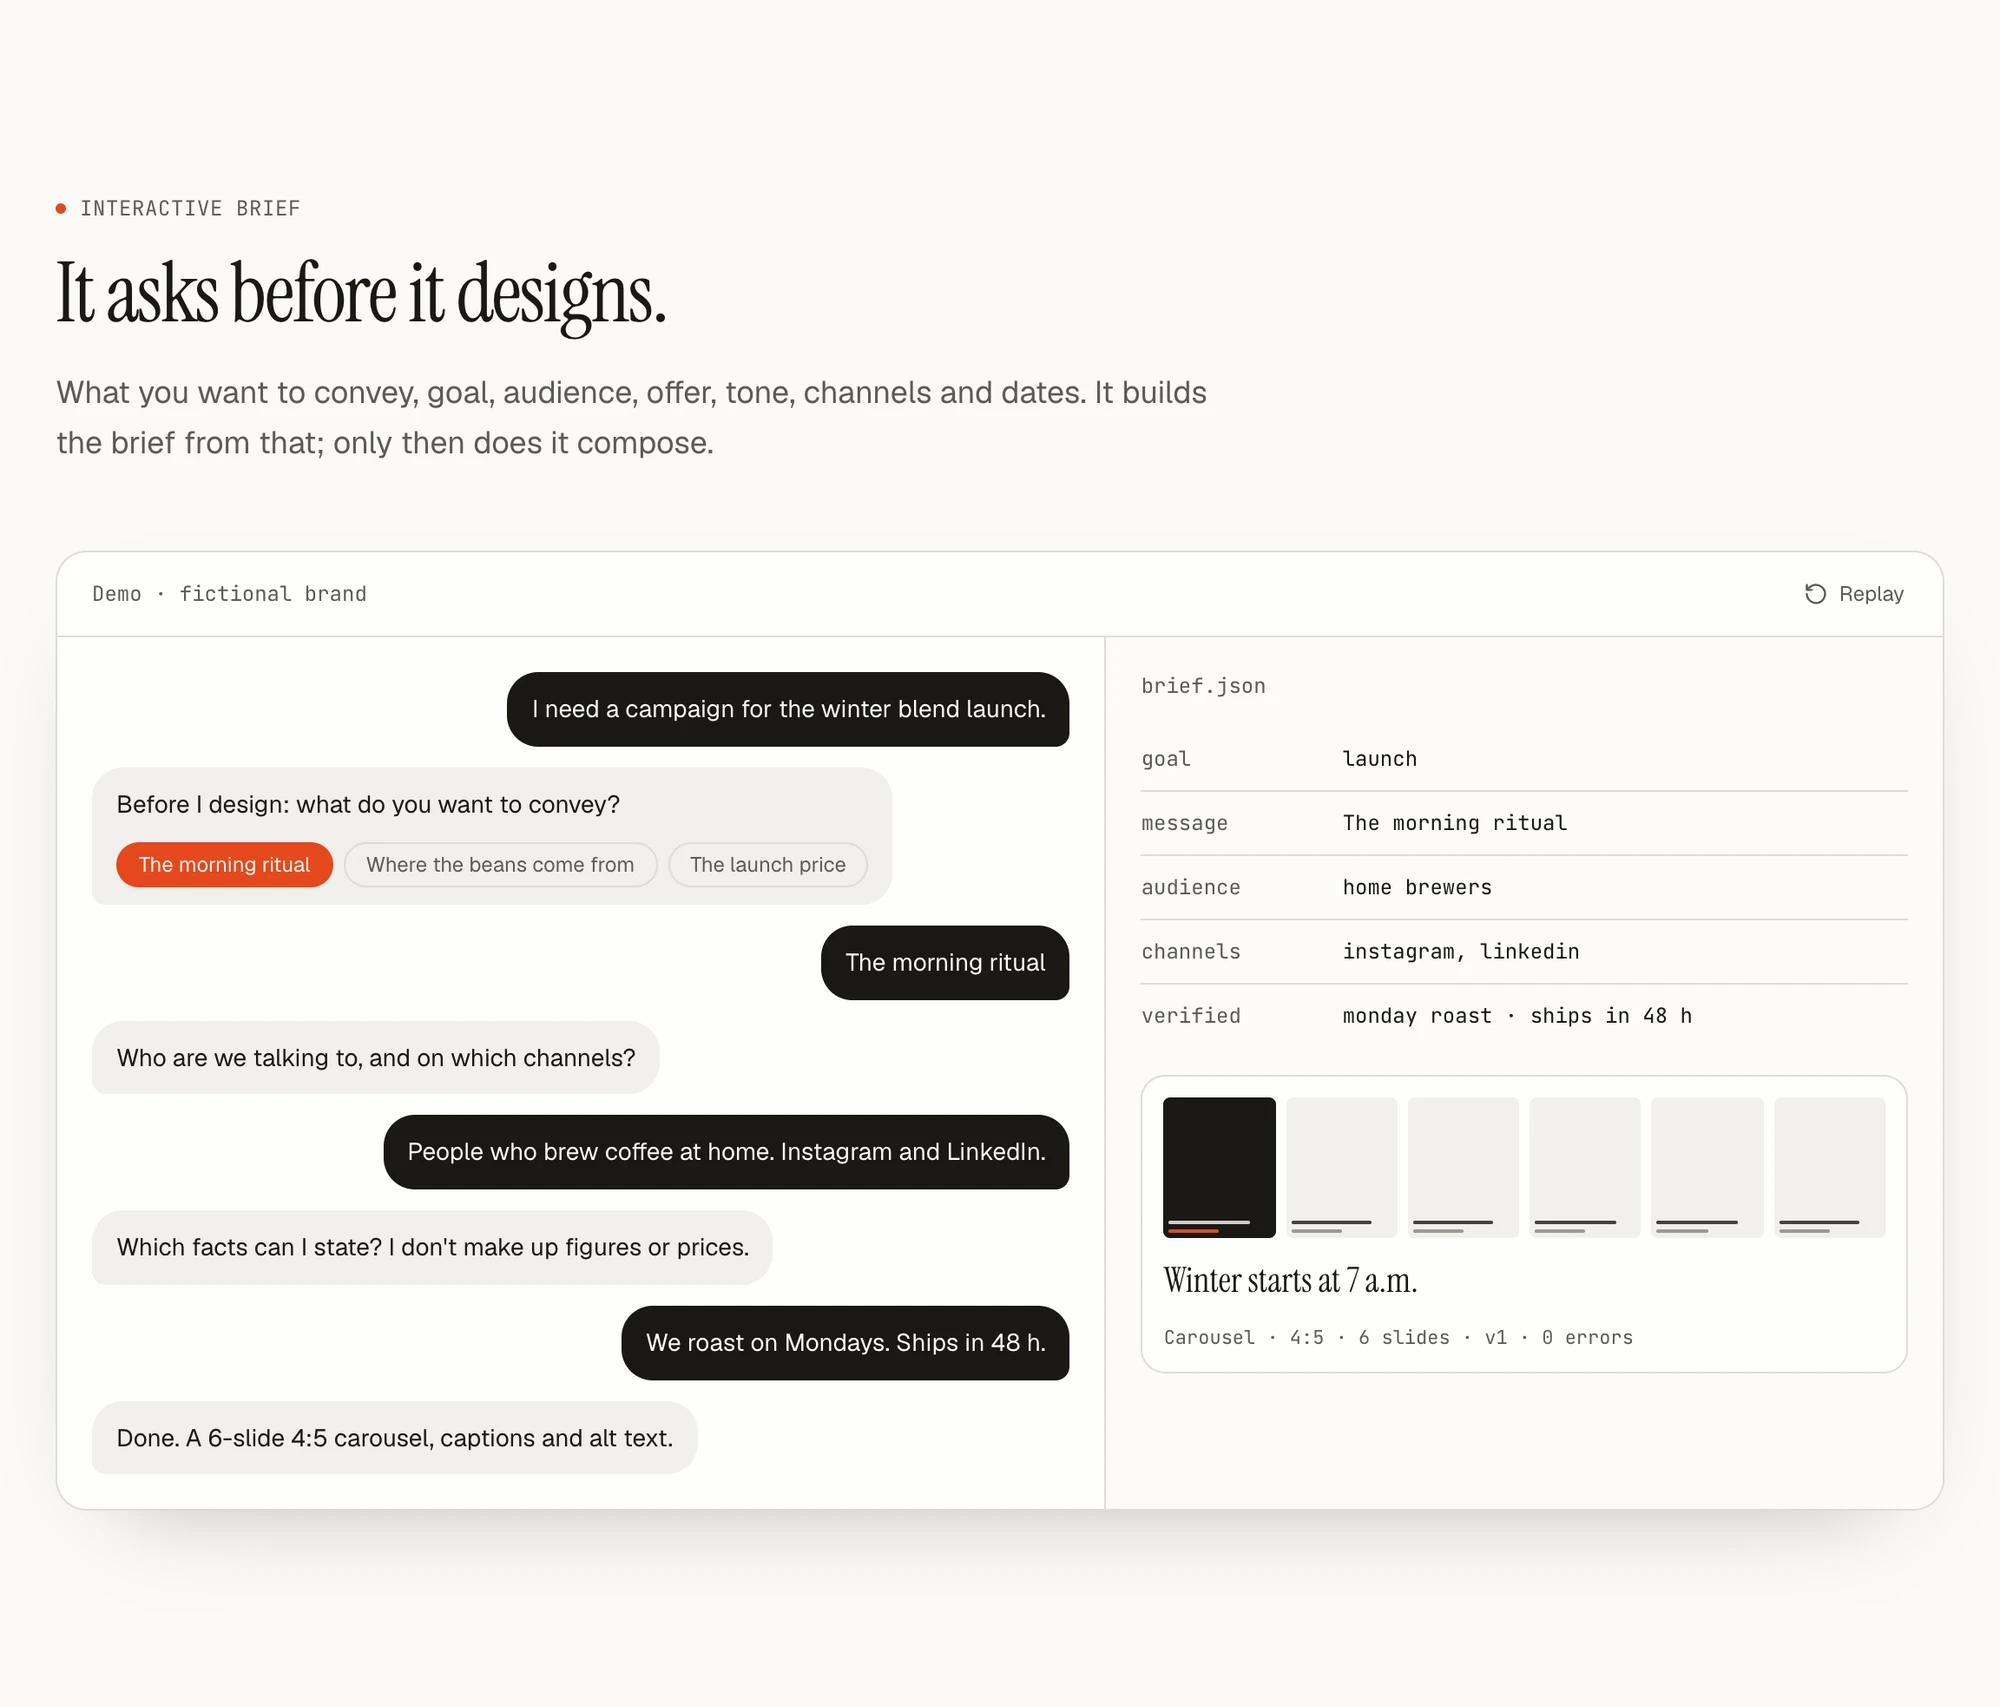 INTERACTIVE BRIEF
It asks before it designs.
What you want to convey, goal, audience, offer, tone, channels and dates. It builds
the brief from that; only then does it compose.
Demo · fictional brand
Replay
I need a campaign for the winter blend launch.
Before I design: what do you want to convey?
The morning ritual
Where the beans come from
The launch price
The morning ritual
Who are we talking to, and on which channels?
People who brew coffee at home. Instagram and LinkedIn.
Which facts can I state? I don't make up figures or prices.
We roast on Mondays. Ships in 48 h.
Done. A 6-slide 4:5 carousel, captions and alt text.
brief.json
goal launch
message The morning ritual
audience home brewers
channels instagram, linkedin
verified monday roast · ships in 48 h
Winter starts at 7 a.m.
Carousel · 4:5 · 6 slides · v1 · 0 errors